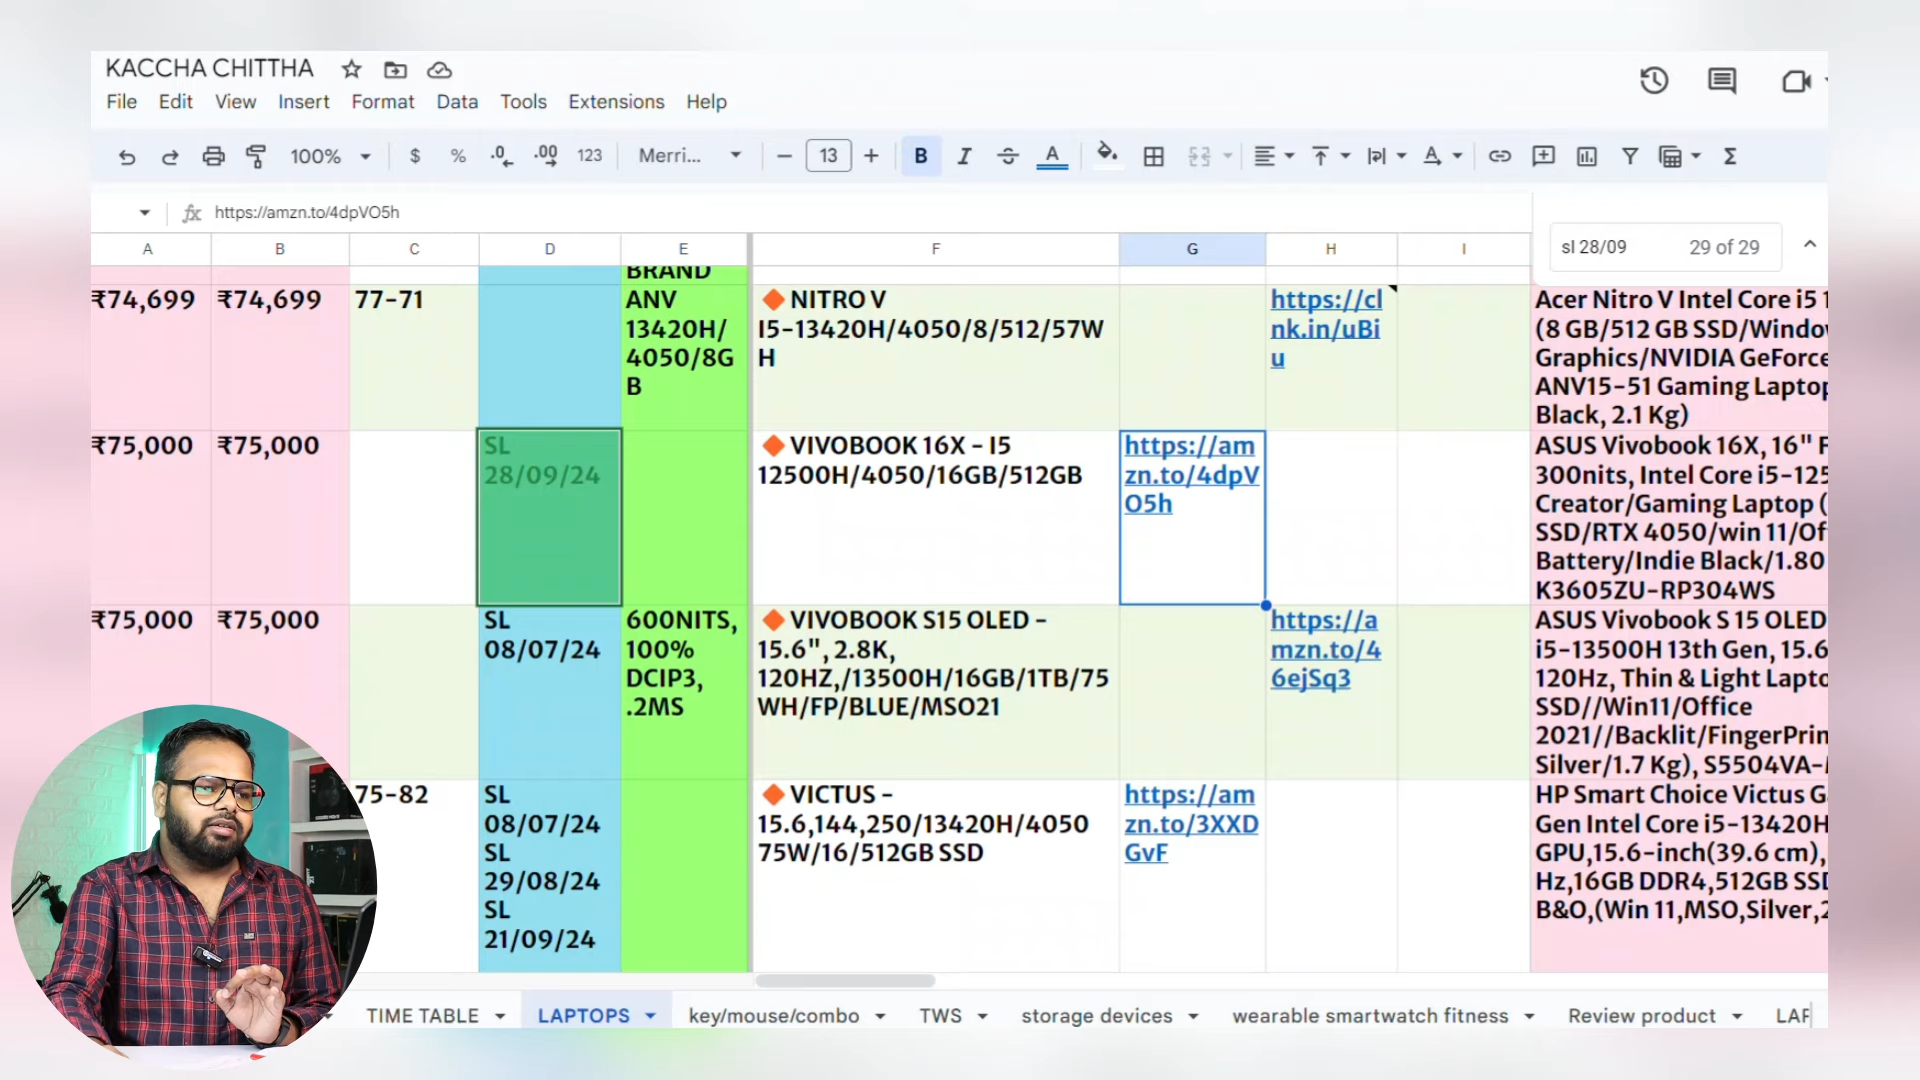 KACCHA CHITTHA
File Edit View Insert Format Data Tools Extensions Help
100% $ % .0 .00 123 Merri... 13 B I A
https://amzn.to/4dpVO5h
sl 28/09 29 of 29
A B C D E F G H I
BRAND
ANV
13420H/
4050/8G
B
₹74,699 ₹74,699 77-71
NITRO V
I5-13420H/4050/8/512/57W
H
https://cl
nk.in/uBi
u
Acer Nitro V Intel Core i5 1
(8 GB/512 GB SSD/Window
Graphics/NVIDIA GeForce
ANV15-51 Gaming Laptop
Black, 2.1 Kg)
₹75,000 ₹75,000
SL
28/09/24
VIVOBOOK 16X - I5
12500H/4050/16GB/512GB
https://am
zn.to/4dpV
O5h
ASUS Vivobook 16X, 16" F
300nits, Intel Core i5-125
Creator/Gaming Laptop (
SSD/RTX 4050/win 11/Of
Battery/Indie Black/1.80
K3605ZU-RP304WS
₹75,000 ₹75,000
SL
08/07/24
600NITS,
100%
DCIP3,
.2MS
VIVOBOOK S15 OLED -
15.6", 2.8K,
120HZ,/13500H/16GB/1TB/75
WH/FP/BLUE/MSO21
https://a
mzn.to/4
6ejSq3
ASUS Vivobook S 15 OLED
i5-13500H 13th Gen, 15.6
120Hz, Thin & Light Lapto
SSD//Win11/Office
2021//Backlit/FingerPrin
Silver/1.7 Kg), S5504VA-
75-82
SL
08/07/24
SL
29/08/24
SL
21/09/24
VICTUS -
15.6,144,250/13420H/4050
75W/16/512GB SSD
https://am
zn.to/3XXD
GvF
HP Smart Choice Victus G
Gen Intel Core i5-13420H
GPU,15.6-inch(39.6 cm),
Hz,16GB DDR4,512GB SSD
B&O,(Win 11,MSO,Silver,2
TIME TABLE LAPTOPS key/mouse/combo TWS storage devices wearable smartwatch fitness Review product LAP